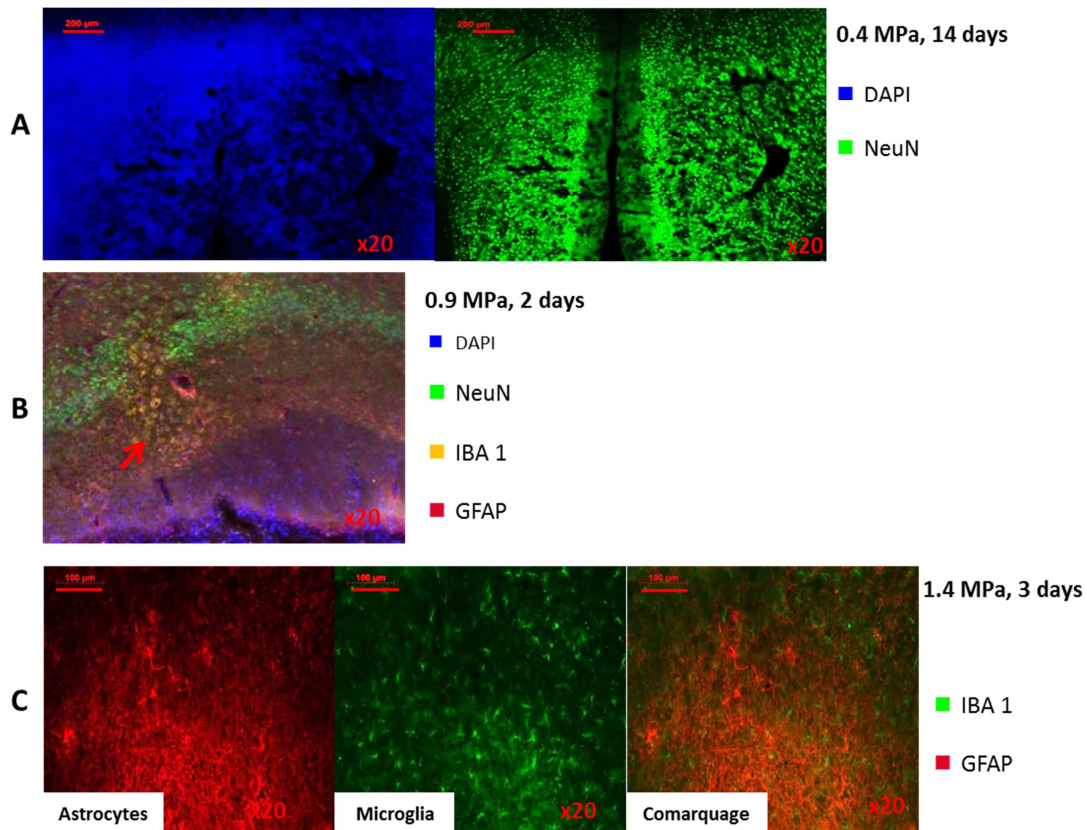 200 µm
200 µm
0.4 MPa, 14 days
DAPI
A
NeuN
x20
x20
0.9 MPa, 2 days
DAPI
NeuN
B
IBA 1
GFAP
x20
100 µm
100 µm
100 µm
1.4 MPa, 3 days
C
IBA 1
GFAP
Astrocytes
x20
Microglia
x20
Comarquage
x20